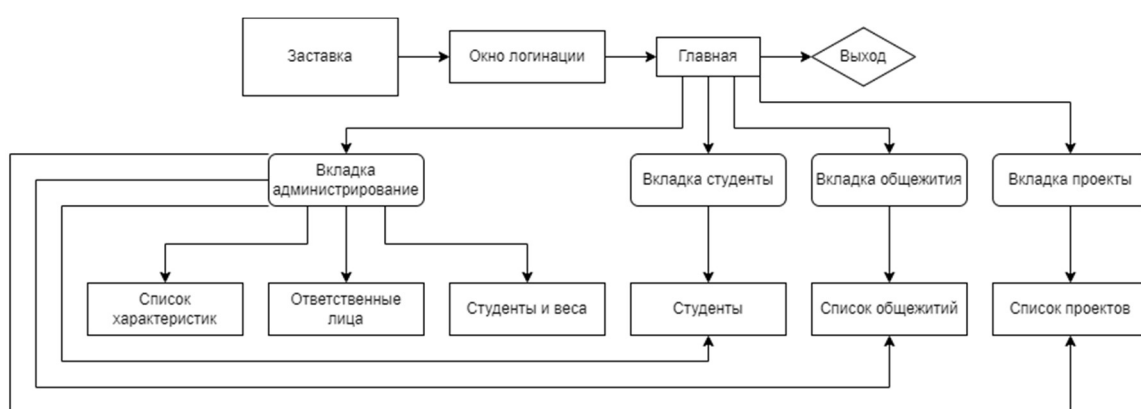 Заставка
Окно логинации
Главная
Выход
Вкладка
администрирование
Вкладка студенты
Вкладка общежития
Вкладка проекты
Список
характеристик
Ответственные
лица
Студенты и веса
Студенты
Список общежитий
Список проектов